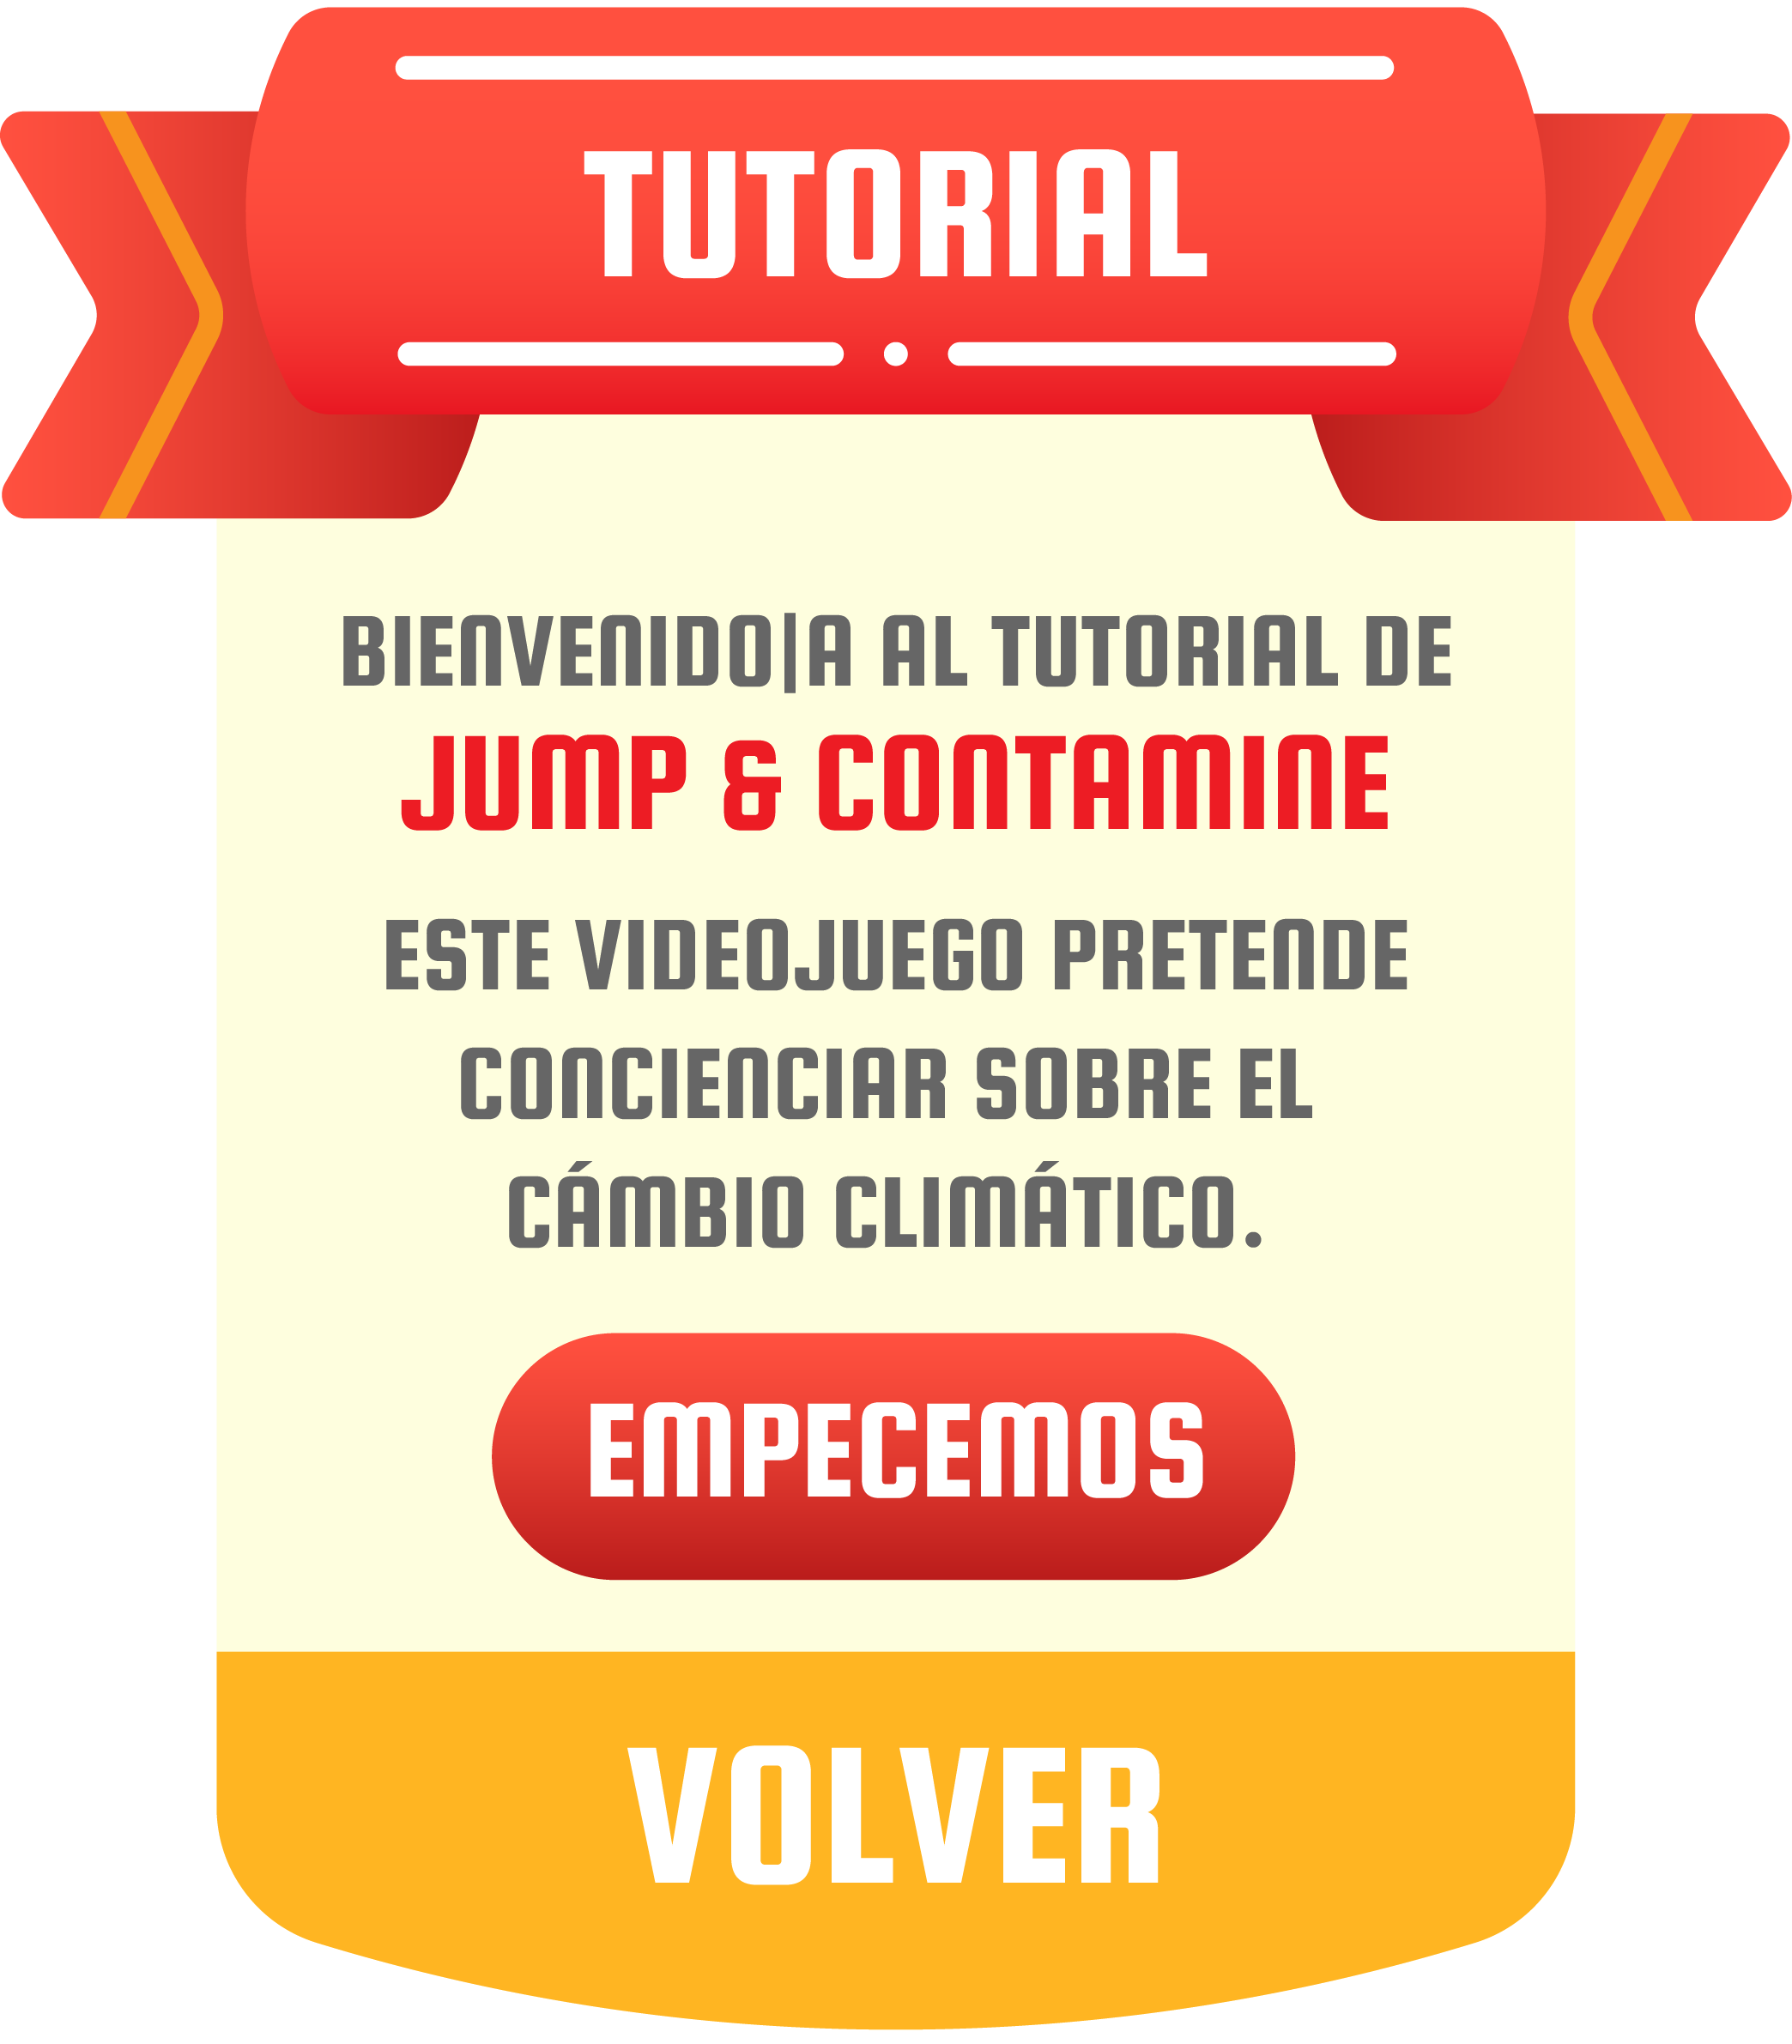 TUTORIAL
BIENVENIDO|A AL TUTORIAL DE
JUMP & CONTAMINE
ESTE VIDEOJUEGO PRETENDE
CONCIENCIAR SOBRE EL
CÁMBIO CLIMÁTICO.
EMPECEMOS
VOLVER